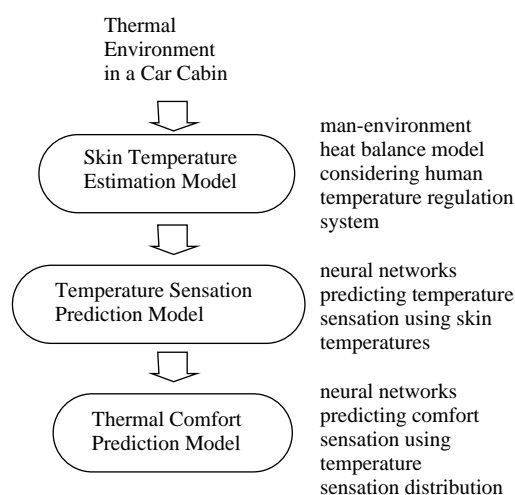 Thermal
Environment
in a Car Cabin
Skin Temperature
Estimation Model
man-environment
heat balance model
considering human
temperature regulation
system
Temperature Sensation
Prediction Model
neural networks
predicting temperature
sensation using skin
temperatures
Thermal Comfort
Prediction Model
neural networks
predicting comfort
sensation using
temperature
sensation distribution